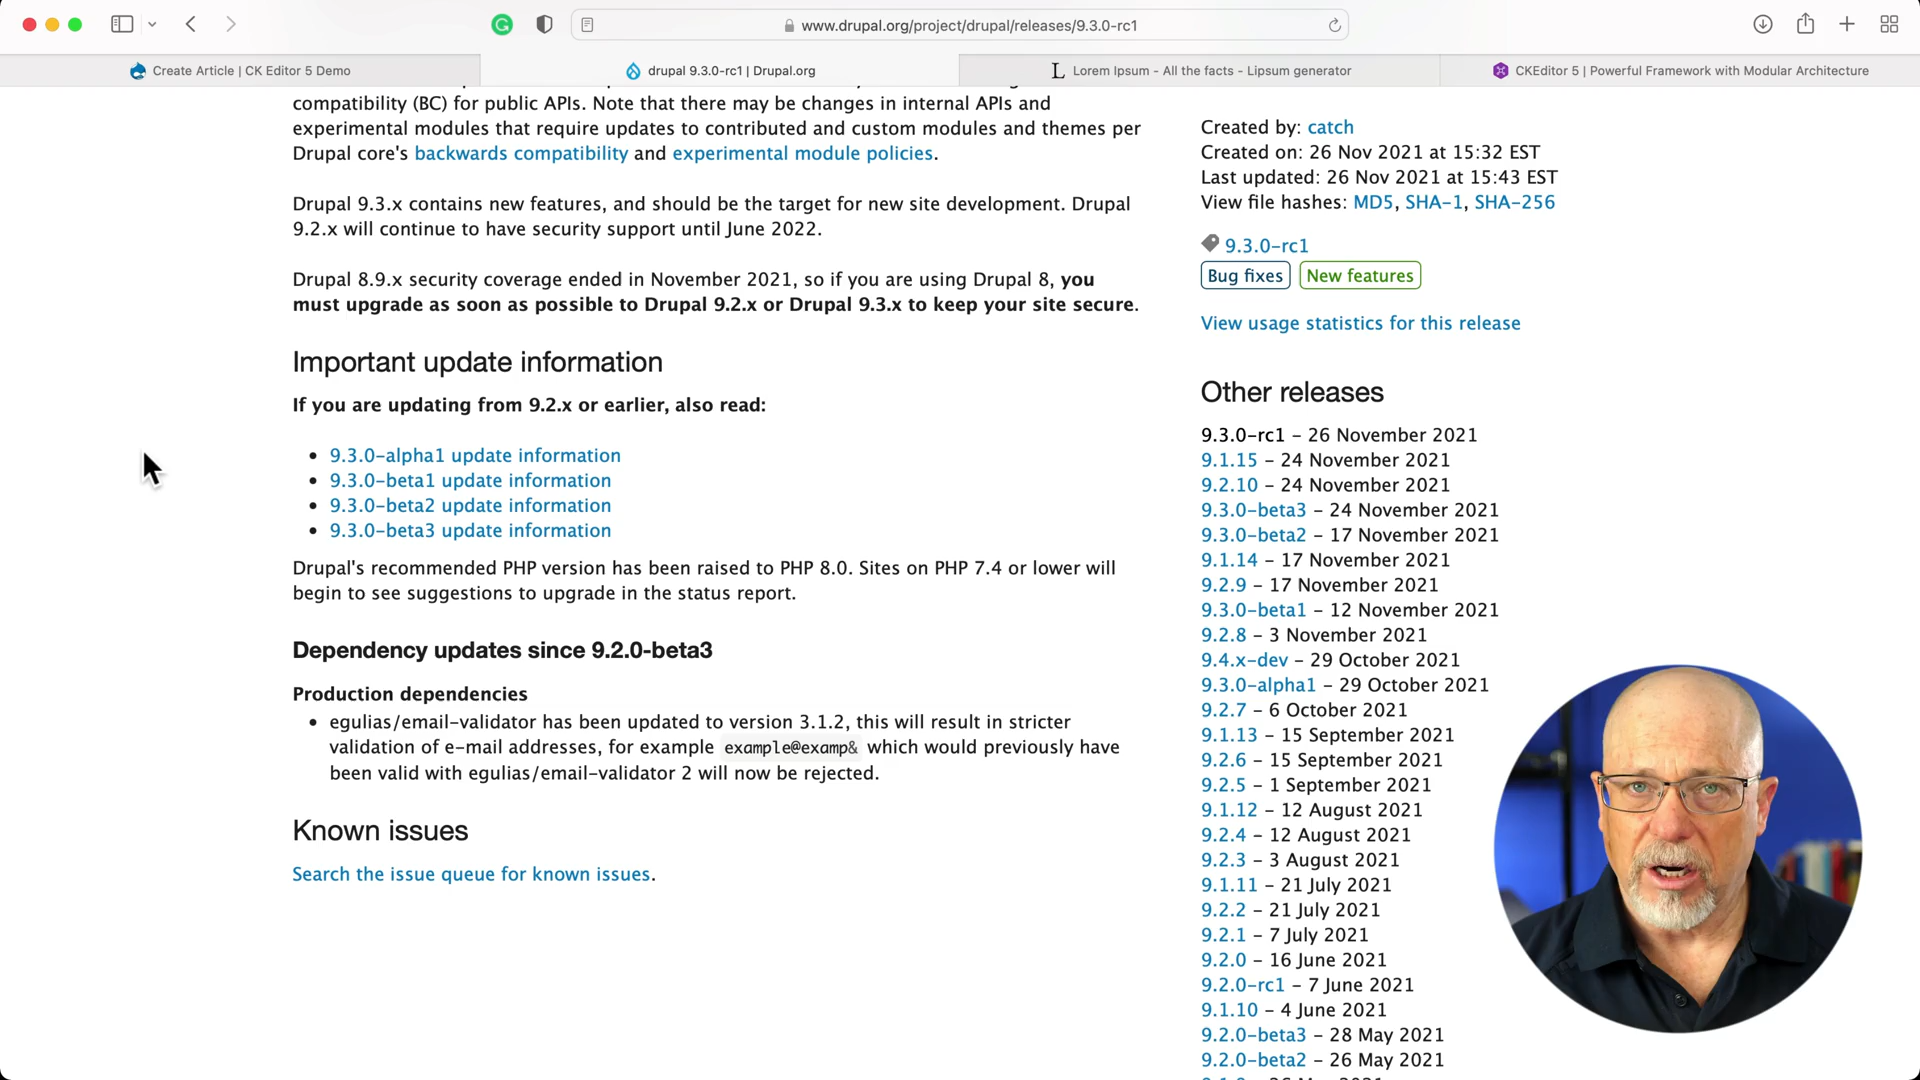 www.drupal.org/project/drupal/releases/9.3.0-rc1
Create Article | CK Editor 5 Demo
drupal 9.3.0-rc1 | Drupal.org
Lorem Ipsum - All the facts - Lipsum generator
CKEditor 5 | Powerful Framework with Modular Architecture
compatibility (BC) for public APIs. Note that there may be changes in internal APIs and
experimental modules that require updates to contributed and custom modules and themes per
Drupal core's backwards compatibility and experimental module policies.
Drupal 9.3.x contains new features, and should be the target for new site development. Drupal
9.2.x will continue to have security support until June 2022.
Drupal 8.9.x security coverage ended in November 2021, so if you are using Drupal 8, you
must upgrade as soon as possible to Drupal 9.2.x or Drupal 9.3.x to keep your site secure.
Important update information
If you are updating from 9.2.x or earlier, also read:
9.3.0-alpha1 update information
9.3.0-beta1 update information
9.3.0-beta2 update information
9.3.0-beta3 update information
Drupal's recommended PHP version has been raised to PHP 8.0. Sites on PHP 7.4 or lower will
begin to see suggestions to upgrade in the status report.
Dependency updates since 9.2.0-beta3
Production dependencies
egulias/email-validator has been updated to version 3.1.2, this will result in stricter
validation of e-mail addresses, for example example@examp& which would previously have
been valid with egulias/email-validator 2 will now be rejected.
Known issues
Search the issue queue for known issues.
Created by: catch
Created on: 26 Nov 2021 at 15:32 EST
Last updated: 26 Nov 2021 at 15:43 EST
View file hashes: MD5, SHA-1, SHA-256
9.3.0-rc1
Bug fixes New features
View usage statistics for this release
Other releases
9.3.0-rc1 – 26 November 2021
9.1.15 – 24 November 2021
9.2.10 – 24 November 2021
9.3.0-beta3 – 24 November 2021
9.3.0-beta2 – 17 November 2021
9.1.14 – 17 November 2021
9.2.9 – 17 November 2021
9.3.0-beta1 – 12 November 2021
9.2.8 – 3 November 2021
9.4.x-dev – 29 October 2021
9.3.0-alpha1 – 29 October 2021
9.2.7 – 6 October 2021
9.1.13 – 15 September 2021
9.2.6 – 15 September 2021
9.2.5 – 1 September 2021
9.1.12 – 12 August 2021
9.2.4 – 12 August 2021
9.2.3 – 3 August 2021
9.1.11 – 21 July 2021
9.2.2 – 21 July 2021
9.2.1 – 7 July 2021
9.2.0 – 16 June 2021
9.2.0-rc1 – 7 June 2021
9.1.10 – 4 June 2021
9.2.0-beta3 – 28 May 2021
9.2.0-beta2 – 26 May 2021